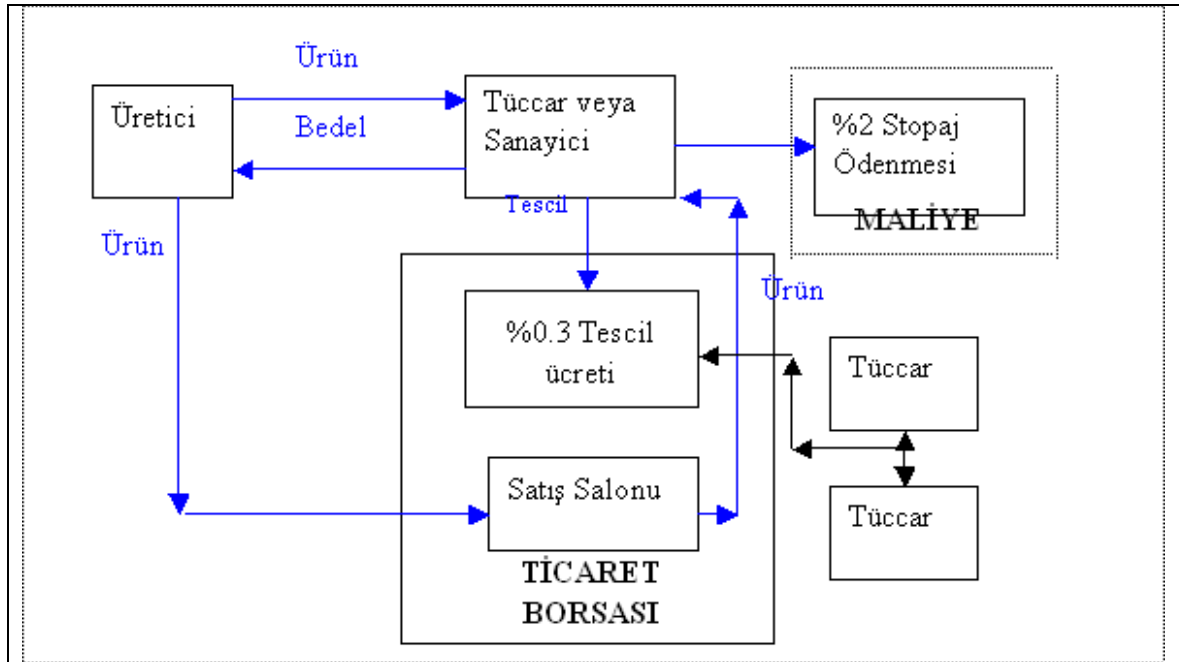 Ürün
Üretici
Bedel
Tüccar veya
Sanayici
%2 Stopaj
Ödenmesi
MALİYE
Tescil
Ürün
Ürün
%0.3 Tescil
ücreti
Tüccar
Satış Salonu
Tüccar
TİCARET
BORSASI